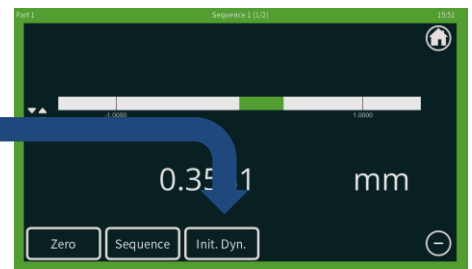 Part 1 Sequence 1 (1/2) 15:51
-1.0000 1.0000
mm
Zero Sequence Init. Dyn.